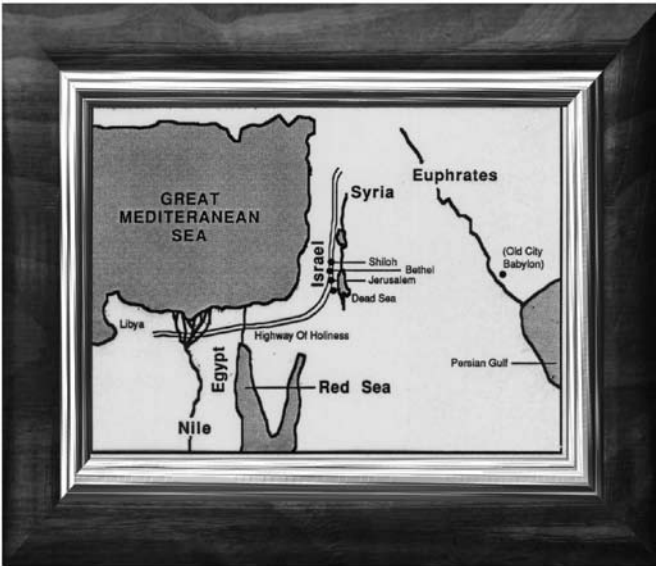 GREAT
MEDITERANEAN
SEA
Syria
Euphrates
Israel
Shiloh
Bethel
Jerusalem
Dead Sea
(Old City
Babylon)
Libya
Highway Of Holiness
Egypt
Persian Gulf
Red Sea
Nile